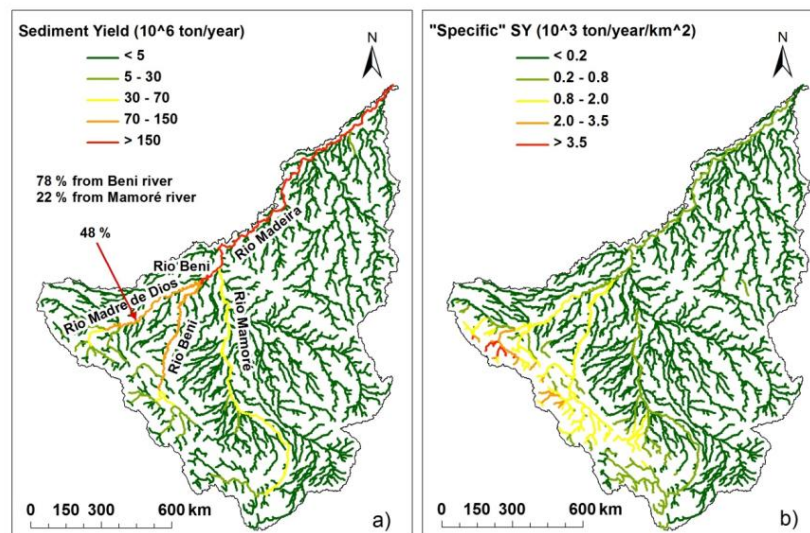 Sediment Yield (10^6 ton/year)
N
< 5
5 - 30
30 - 70
70 - 150
> 150
78 % from Beni river
22 % from Mamoré river
48 %
Rio Madeira
Rio Beni
Rio Madre de Dios
Rio Beni
Rio Mamoré
0 150 300 600 km
a)
"Specific" SY (10^3 ton/year/km^2)
N
< 0.2
0.2 - 0.8
0.8 - 2.0
2.0 - 3.5
> 3.5
0 150 300 600 km
b)